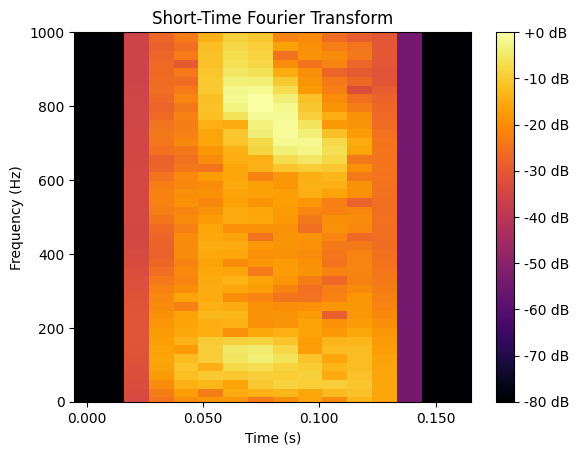 Short-Time Fourier Transform
1000
800
600
400
200
0
Frequency (Hz)
0.000
0.050
0.100
0.150
Time (s)
+0 dB
-10 dB
-20 dB
-30 dB
-40 dB
-50 dB
-60 dB
-70 dB
-80 dB